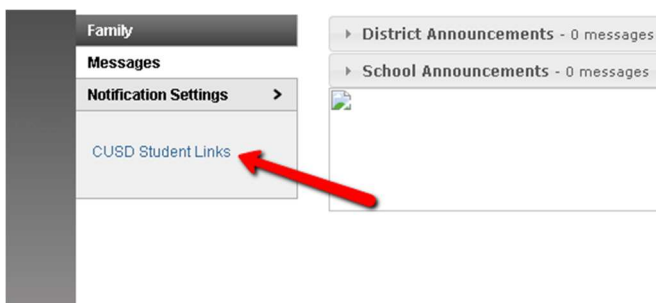 Family
Messages
Notification Settings >
CUSD Student Links
District Announcements - 0 messages
School Announcements - 0 messages